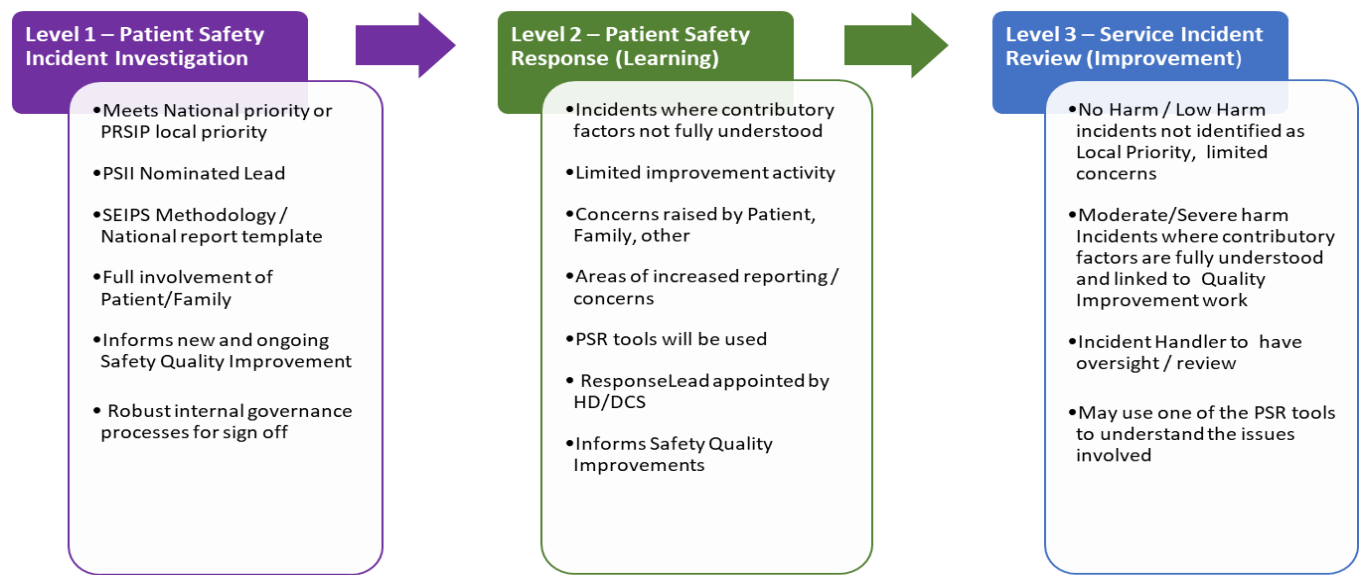 Level 1 – Patient Safety
Incident Investigation
•Meets National priority or
PRSIP local priority
•PSII Nominated Lead
•SEIPS Methodology /
National report template
•Full involvement of
Patient/Family
•Informs new and ongoing
Safety Quality Improvement
• Robust internal governance
processes for sign off
Level 2 – Patient Safety
Response (Learning)
•Incidents where contributory
factors not fully understood
•Limited improvement activity
•Concerns raised by Patient,
Family, other
•Areas of increased reporting /
concerns
•PSR tools will be used
• ResponseLead appointed by
HD/DCS
•Informs Safety Quality
Improvements
Level 3 – Service Incident
Review (Improvement)
•No Harm / Low Harm
incidents not identified as
Local Priority, limited
concerns
•Moderate/Severe harm
Incidents where contributory
factors are fully understood
and linked to Quality
Improvement work
•Incident Handler to have
oversight / review
•May use one of the PSR tools
to understand the issues
involved